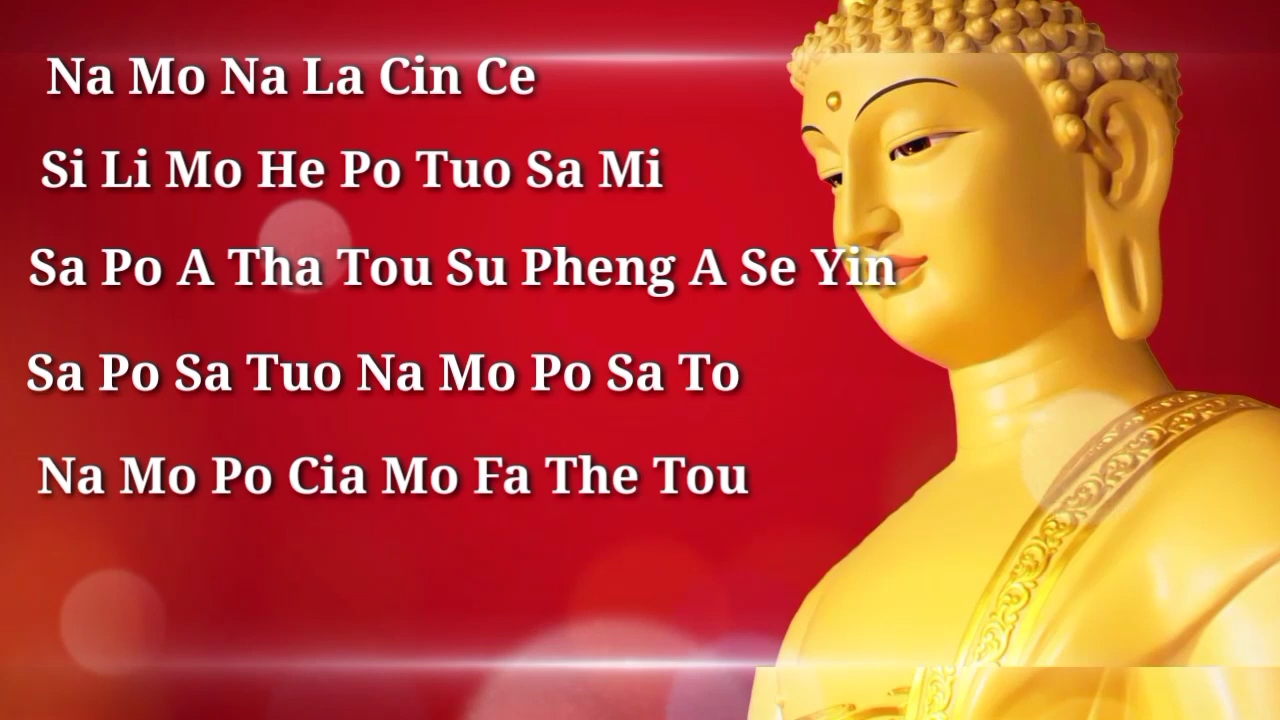 Na Mo Na La Cin Ce
Si Li Mo He Po Tuo Sa Mi
Sa Po A Tha Tou Su Pheng A Se Yin
Sa Po Sa Tuo Na Mo Po Sa To
Na Mo Po Cia Mo Fa The Tou